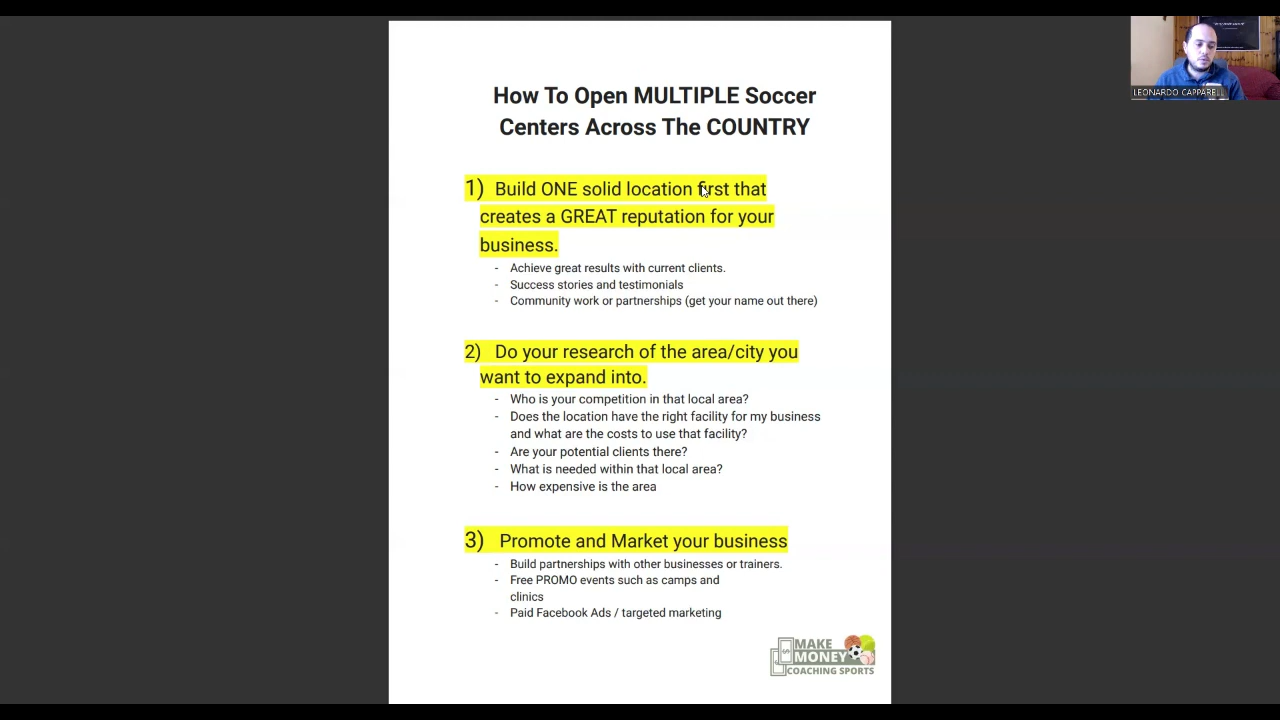 How To Open MULTIPLE Soccer
Centers Across The COUNTRY
1) Build ONE solid location first that
creates a GREAT reputation for your
business.
- Achieve great results with current clients.
- Success stories and testimonials
- Community work or partnerships (get your name out there)
2) Do your research of the area/city you
want to expand into.
- Who is your competition in that local area?
- Does the location have the right facility for my business
and what are the costs to use that facility?
- Are your potential clients there?
- What is needed within that local area?
- How expensive is the area
3) Promote and Market your business
- Build partnerships with other businesses or trainers.
- Free PROMO events such as camps and
clinics
- Paid Facebook Ads / targeted marketing
MAKE
MONEY
COACHING SPORTS
LEONARDO CAPPARELL